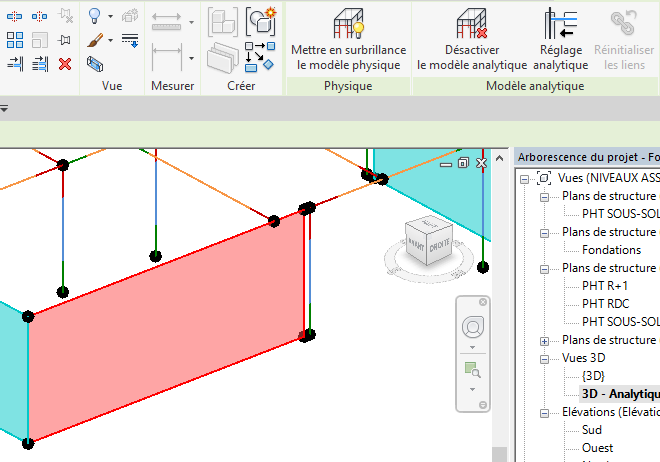 Mettre en surbrillance
le modèle physique
Désactiver
le modèle analytique
Réglage
analytique
Réinitialiser
les liens
Vue
Mesurer
Créer
Physique
Modèle analytique
Arborescence du projet - Fo
Vues (NIVEAUX ASS
Plans de structure (
PHT SOUS-SOL
Plans de structure (
Fondations
Plans de structure (
PHT R+1
PHT RDC
PHT SOUS-SOL
Plans de structure (
Vues 3D
{3D}
3D - Analytiqu
Elévations (Elévatio
Sud
Ouest
AVANT
DROITE